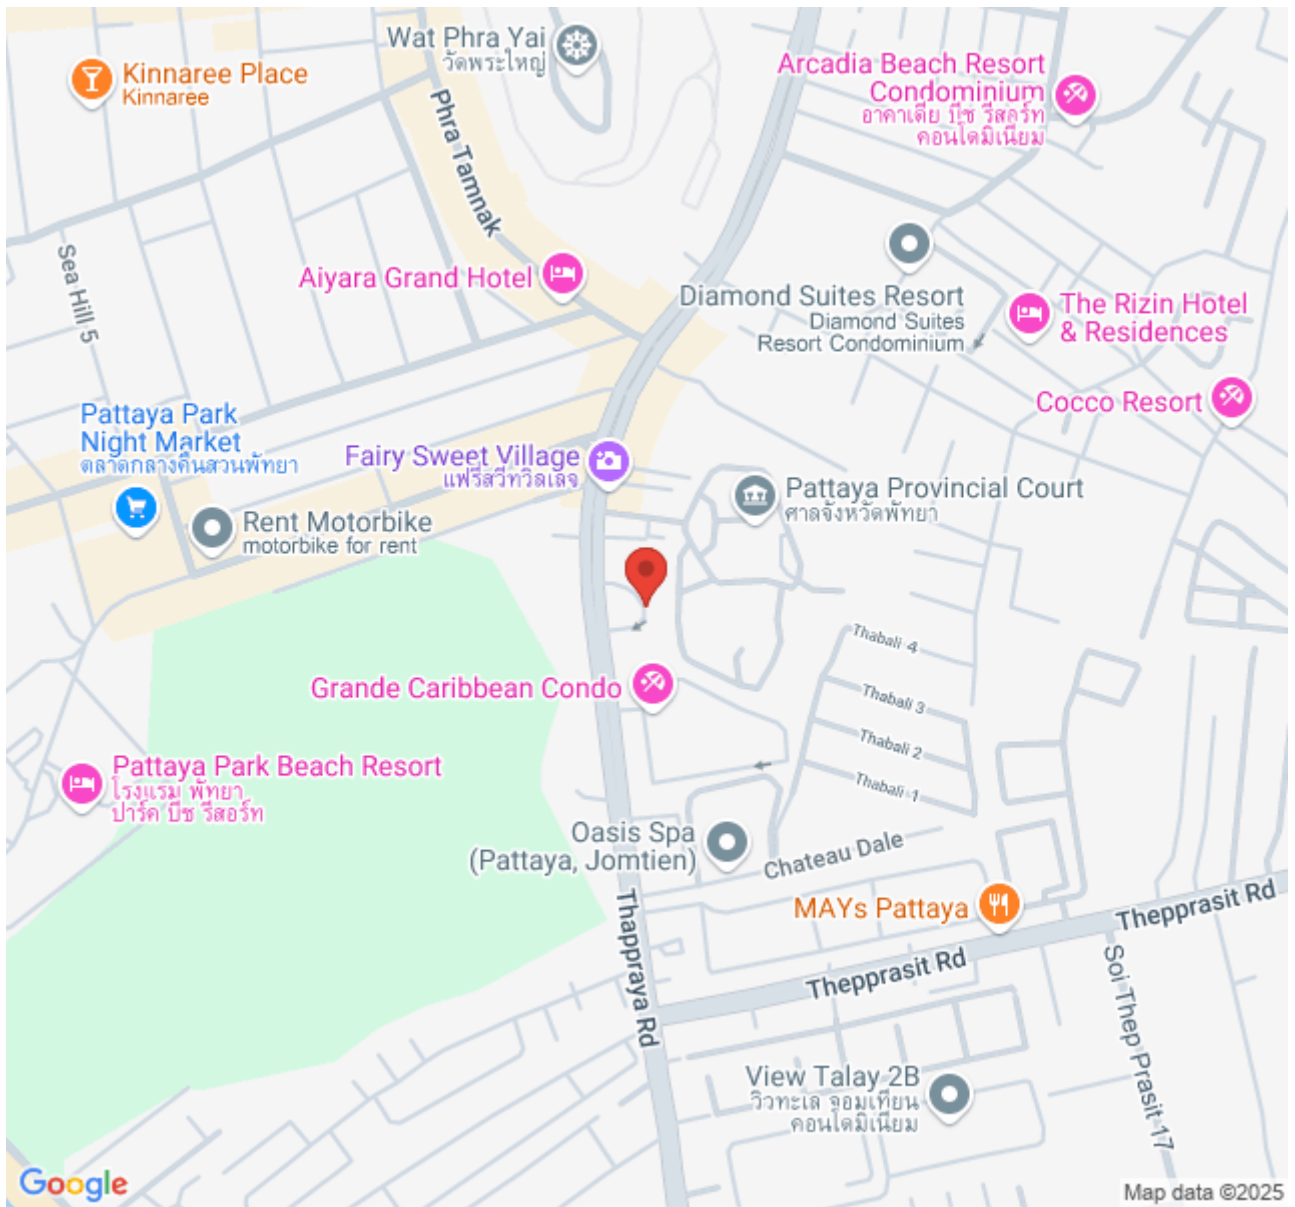 Wat Phra Yai
วัดพระใหญ่
Kinnaree Place
Kinnaree
Arcadia Beach Resort
Condominium
อาคาเดีย บีช รีสอร์ท
คอนโดมิเนียม
Phra Tamnak
Sea Hill 5
Aiyara Grand Hotel
Diamond Suites Resort
Diamond Suites
Resort Condominium
The Rizin Hotel
& Residences
Cocco Resort
Pattaya Park
Night Market
ตลาดกลางคืนสวนพัทยา
Fairy Sweet Village
แฟรีสวีทวิลเลจ
Pattaya Provincial Court
ศาลจังหวัดพัทยา
Rent Motorbike
motorbike for rent
Thabali 4
Grande Caribbean Condo
Thabali 3
Thabali 2
Thabali 1
Pattaya Park Beach Resort
โรงแรม พัทยา
ปาร์ค บีช รีสอร์ท
Oasis Spa
(Pattaya, Jomtien)
Chateau Dale
MAYs Pattaya
Thepprasit Rd
Thepprasit Rd
Thappraya Rd
Soi Thep Prasit 17
View Talay 2B
วิวทะเล จอมเทียน
คอนโดมิเนียม
Google
Map data ©2025